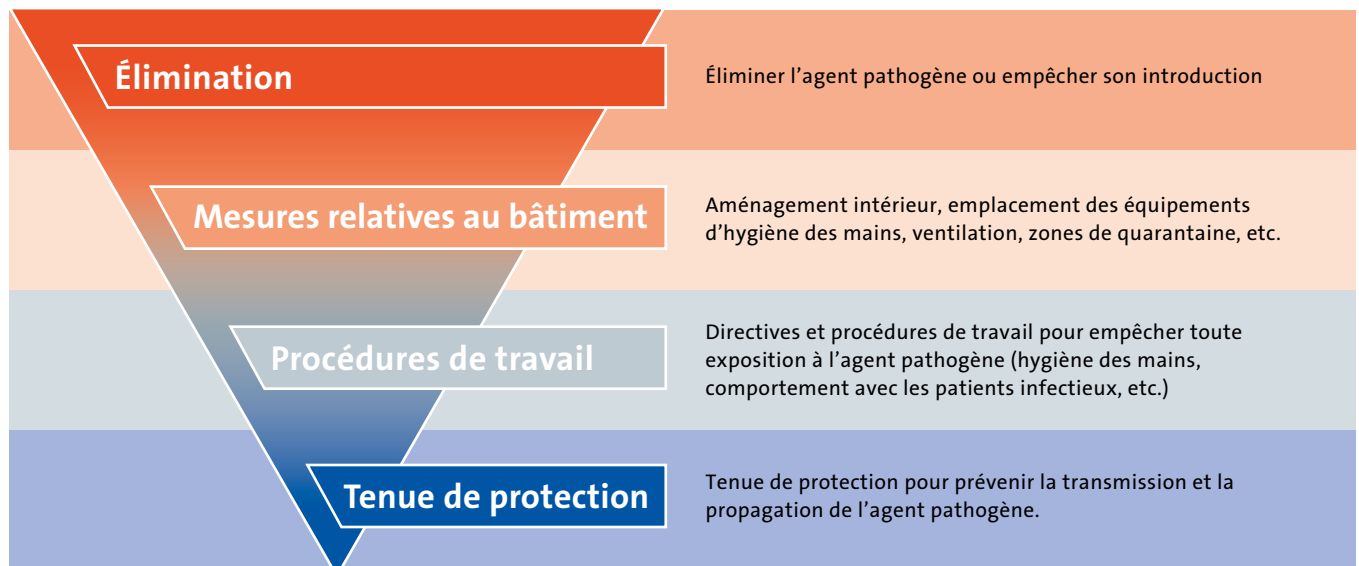 Élimination
Éliminer l’agent pathogène ou empêcher son introduction
Mesures relatives au bâtiment
Aménagement intérieur, emplacement des équipements
d’hygiène des mains, ventilation, zones de quarantaine, etc.
Procédures de travail
Directives et procédures de travail pour empêcher toute
exposition à l’agent pathogène (hygiène des mains,
comportement avec les patients infectieux, etc.)
Tenue de protection
Tenue de protection pour prévenir la transmission et la
propagation de l’agent pathogène.